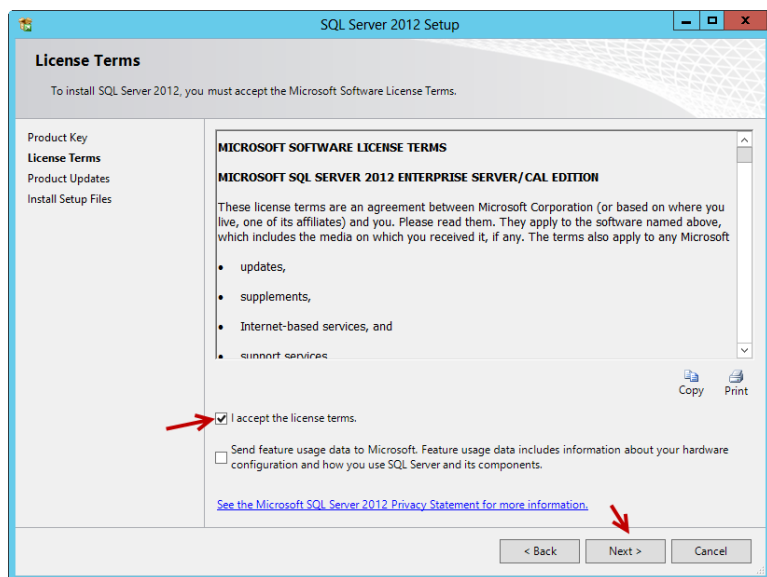 SQL Server 2012 Setup
License Terms
To install SQL Server 2012, you must accept the Microsoft Software License Terms.
Product Key
License Terms
Product Updates
Install Setup Files
MICROSOFT SOFTWARE LICENSE TERMS
MICROSOFT SQL SERVER 2012 ENTERPRISE SERVER/CAL EDITION
These license terms are an agreement between Microsoft Corporation (or based on where you
live, one of its affiliates) and you. Please read them. They apply to the software named above,
which includes the media on which you received it, if any. The terms also apply to any Microsoft
• updates,
• supplements,
• Internet-based services, and
• support services
Copy Print
I accept the license terms.
Send feature usage data to Microsoft. Feature usage data includes information about your hardware
configuration and how you use SQL Server and its components.
See the Microsoft SQL Server 2012 Privacy Statement for more information.
< Back Next > Cancel